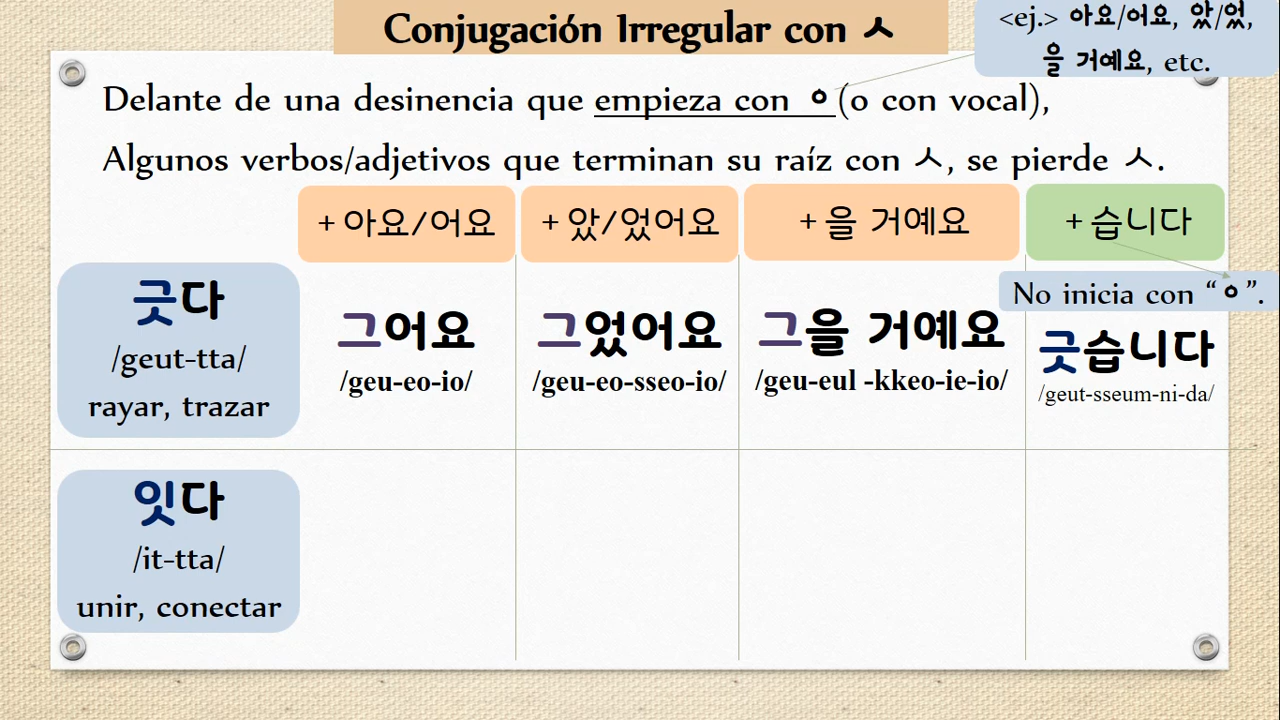 Conjugación Irregular con ㅅ
<ej.> 아요/어요, 았/었,
을 거예요, etc.
Delante de una desinencia que empieza con ㅇ(o con vocal),
Algunos verbos/adjetivos que terminan su raíz con ㅅ, se pierde ㅅ.
+ 아요/어요
+ 았/었어요
+ 을 거예요
+ 습니다
No inicia con “ㅇ”.
긋다
/geut-tta/
rayar, trazar
그어요
/geu-eo-io/
그었어요
/geu-eo-sseo-io/
그을 거예요
/geu-eul -kkeo-ie-io/
긋습니다
/geut-sseum-ni-da/
잇다
/it-tta/
unir, conectar